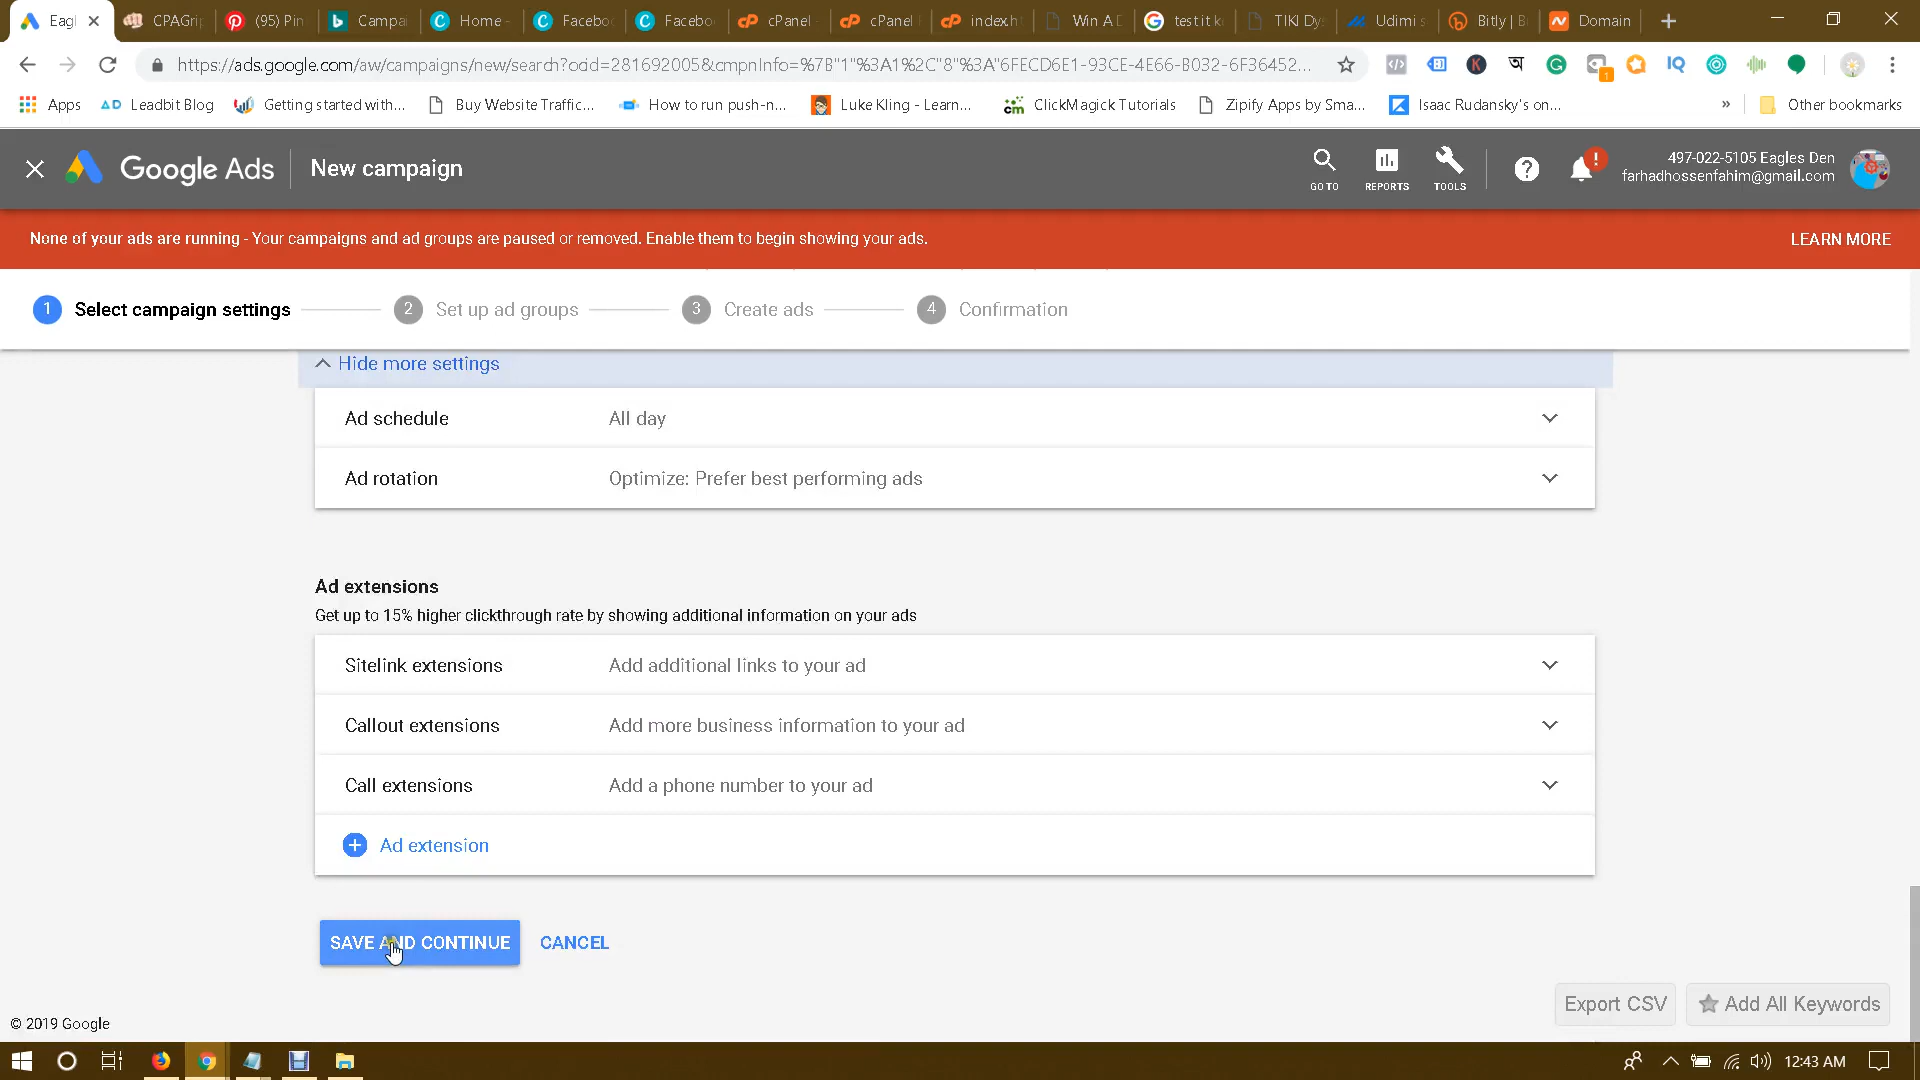 Eagl
CPAGrip
(95) Pin
Campa
Home -
Facebo
Facebo
cPanel -
cPanel
index.h
Win A D
test it k
TIKI Dy
Udimi s
Bitly | B
Domain
https://ads.google.com/aw/campaigns/new/search?ocid=281692005&cmpnInfo=%7B"1"%3A1%2C"8"%3A"6FECD6E1-93CE-4E66-B032-6F36452...
Apps
Leadbit Blog
Getting started with...
Buy Website Traffic...
How to run push-n...
Luke Kling - Learn...
ClickMagick Tutorials
Zipify Apps by Sma...
Isaac Rudansky's on...
»
Other bookmarks
Google Ads
New campaign
GO TO
REPORTS
TOOLS
497-022-5105 Eagles Den
farhadhossenfahim@gmail.com
None of your ads are running - Your campaigns and ad groups are paused or removed. Enable them to begin showing your ads.
LEARN MORE
1 Select campaign settings
2 Set up ad groups
3 Create ads
4 Confirmation
Hide more settings
Ad schedule
All day
Ad rotation
Optimize: Prefer best performing ads
Ad extensions
Get up to 15% higher clickthrough rate by showing additional information on your ads
Sitelink extensions
Add additional links to your ad
Callout extensions
Add more business information to your ad
Call extensions
Add a phone number to your ad
Ad extension
SAVE AND CONTINUE
CANCEL
Export CSV
Add All Keywords
© 2019 Google
12:43 AM